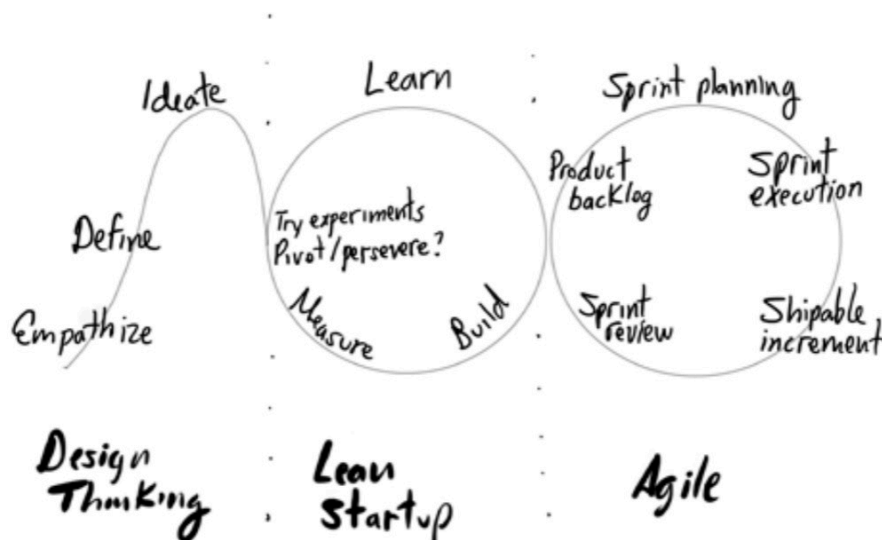 Ideate
Define
Empathize
Design
Thinking
Learn
Try experiments
Pivot/persevere?
Measure
Build
Lean
Startup
Sprint planning
Product
backlog
Sprint
execution
Sprint
review
Shipable
increment
Agile